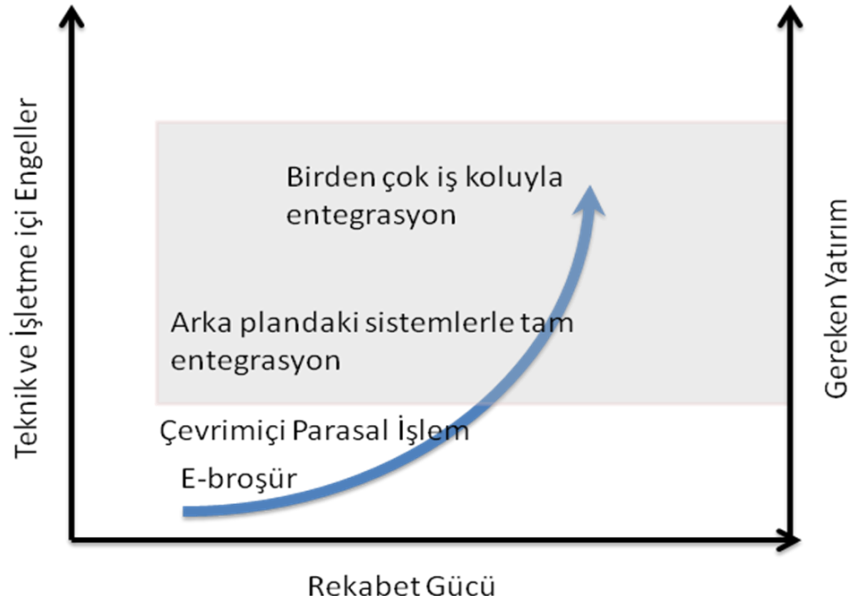 Teknik ve İşletme içi Engeller
Birden çok iş koluyla
entegrasyon
Arka plandaki sistemlerle tam
entegrasyon
Çevrimiçi Parasal İşlem
E-broşür
Gereken Yatırım
Rekabet Gücü